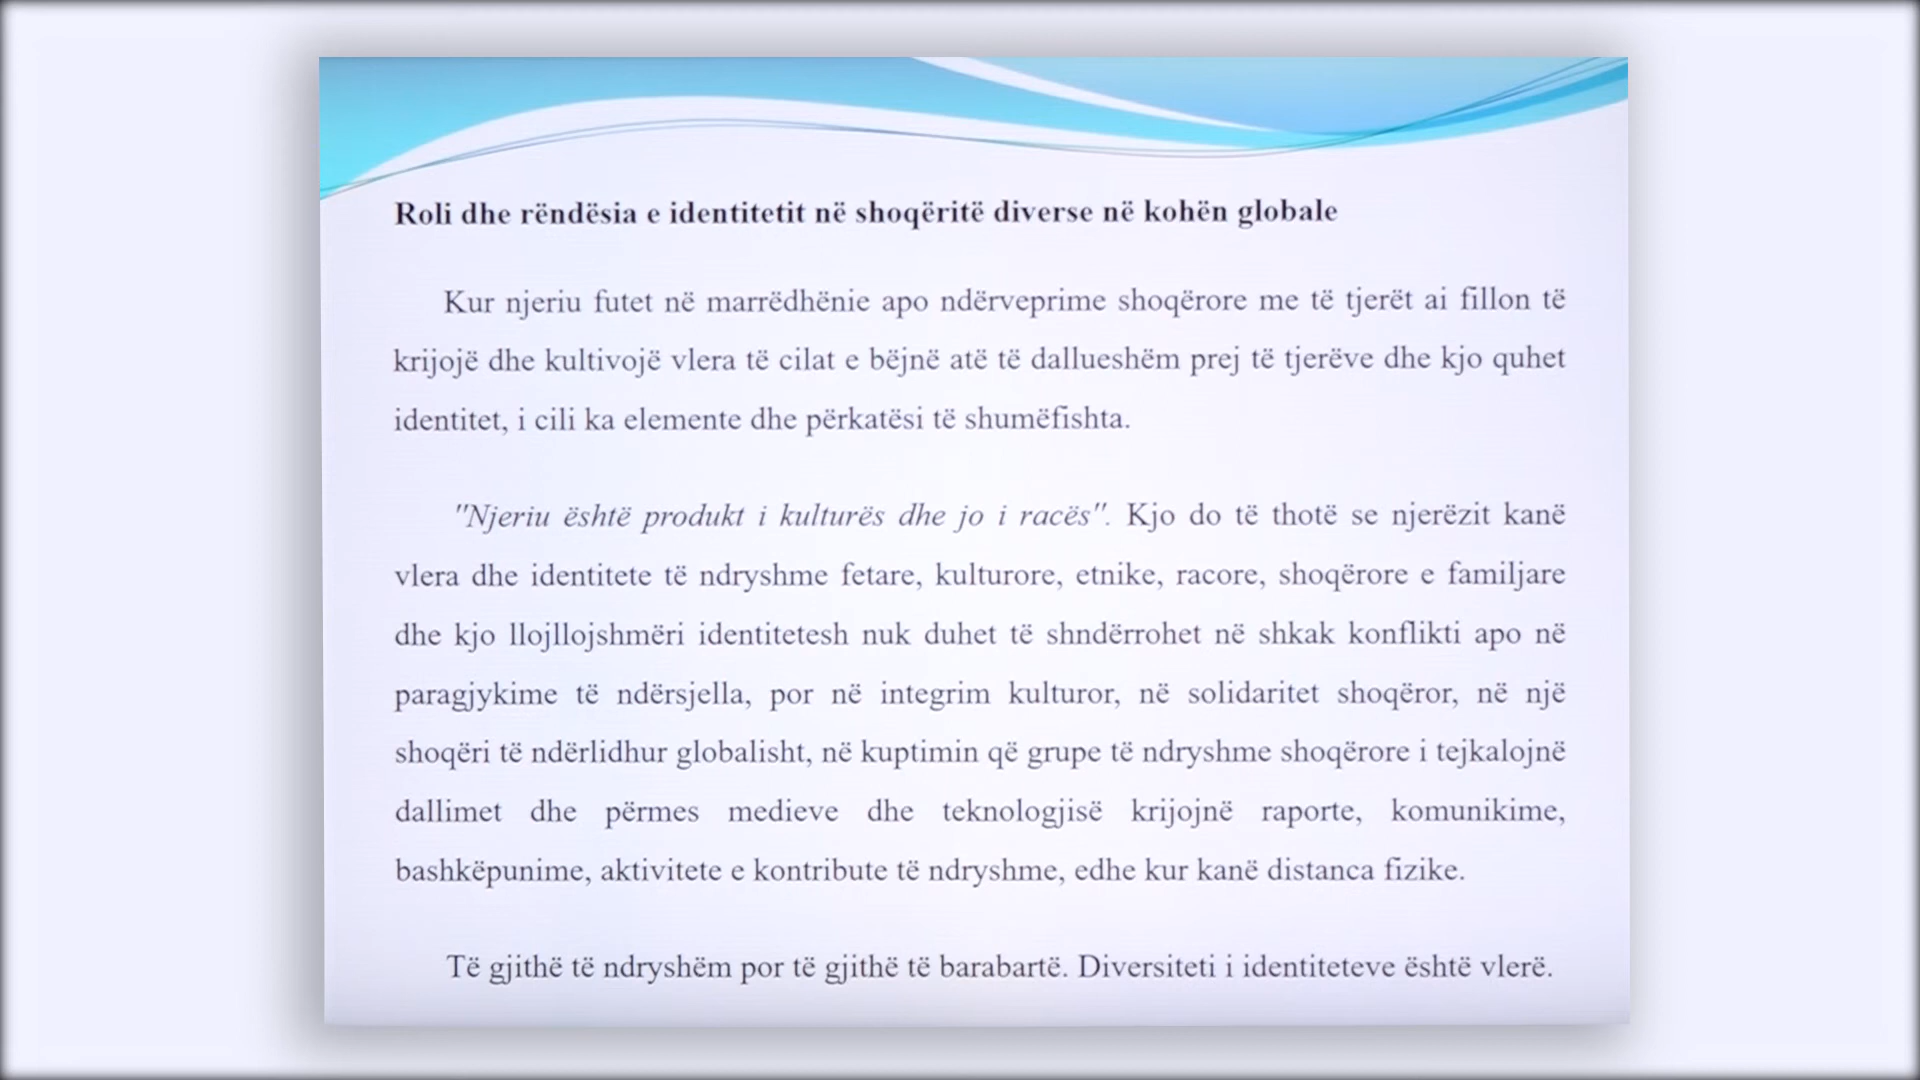 Roli dhe rëndësia e identitetit në shoqëritë diverse në kohën globale
Kur njeriu futet në marrëdhënie apo ndërveprime shoqërore me të tjerët ai fillon të
krijojë dhe kultivojë vlera të cilat e bëjnë atë të dallueshëm prej të tjerëve dhe kjo quhet
identitet, i cili ka elemente dhe përkatësi të shumëfishta.
"Njeriu është produkt i kulturës dhe jo i racës". Kjo do të thotë se njerëzit kanë
vlera dhe identitete të ndryshme fetare, kulturore, etnike, racore, shoqërore e familjare
dhe kjo llojllojshmëri identitetesh nuk duhet të shndërrohet në shkak konflikti apo në
paragjykime të ndërsjella, por në integrim kulturor, në solidaritet shoqëror, në një
shoqëri të ndërlidhur globalisht, në kuptimin që grupe të ndryshme shoqërore i tejkalojnë
dallimet dhe përmes medieve dhe teknologjisë krijojnë raporte, komunikime,
bashkëpunime, aktivitete e kontribute të ndryshme, edhe kur kanë distanca fizike.
Të gjithë të ndryshëm por të gjithë të barabartë. Diversiteti i identiteteve është vlerë.